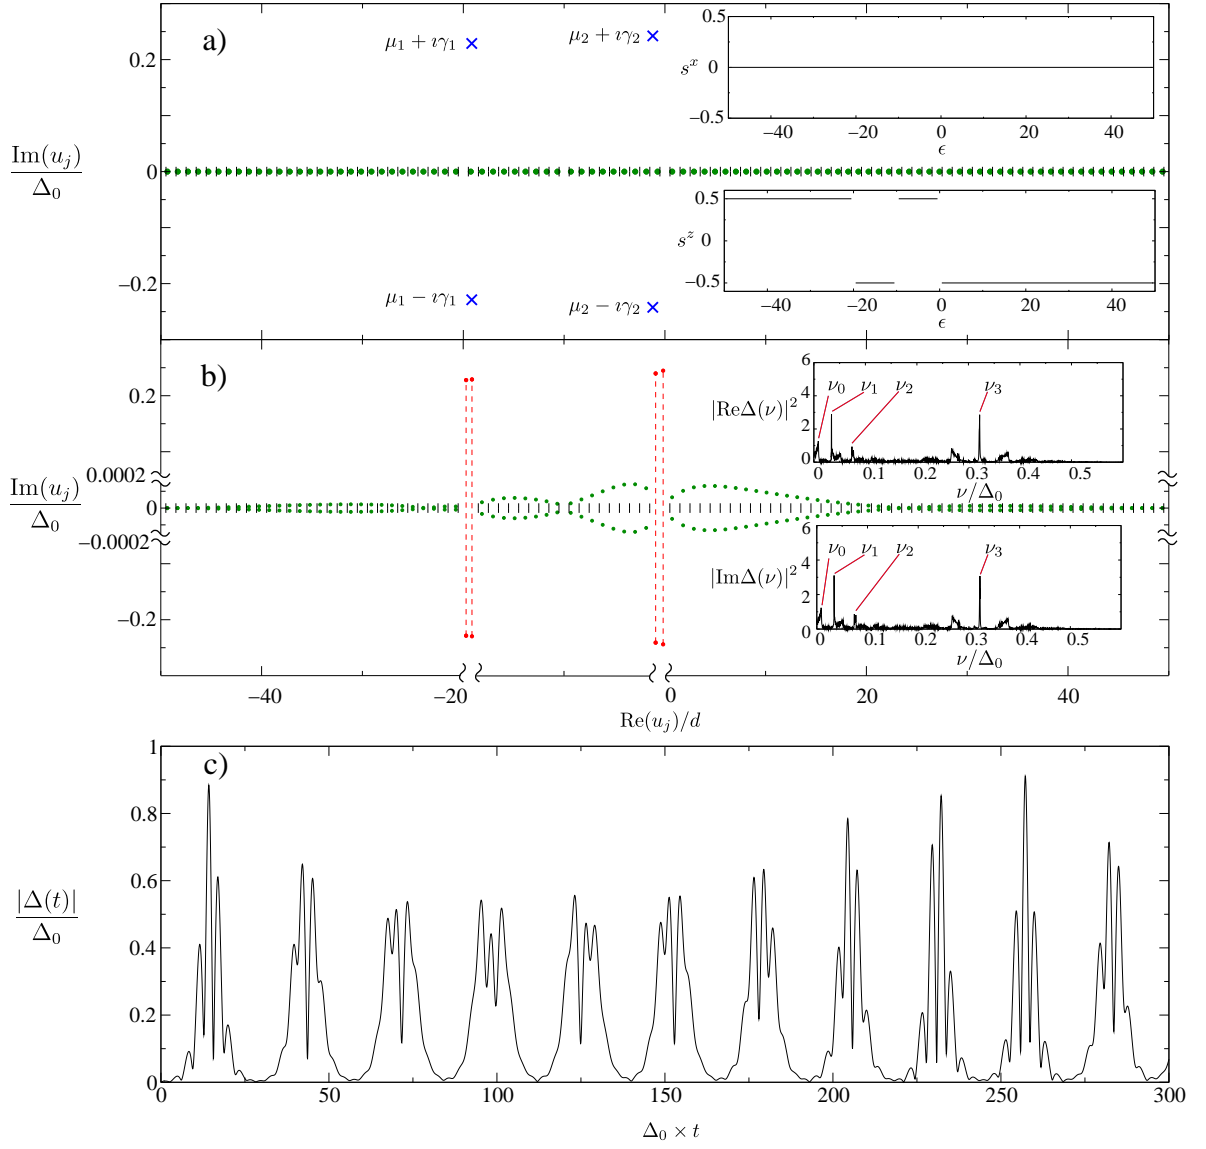 a)
μ₁ + ıγ₁
μ₂ + ıγ₂
μ₁ − ıγ₁
μ₂ − ıγ₂
Im(u_j)
Δ₀
0.2
0
−0.2
s^x
0.5
0
−0.5
−40 −20 0 20 40
ϵ
s^z
0.5
0
−0.5
−40 −20 0 20 40
ϵ
b)
Im(u_j)
Δ₀
0.2
0.0002
0
−0.0002
−0.2
|ReΔ(ν)|²
6
4
2
0
ν₀ ν₁ ν₂ ν₃
0 0.1 0.2 0.3 0.4 0.5
ν/Δ₀
|ImΔ(ν)|²
6
4
2
0
ν₀ ν₁ ν₂ ν₃
0 0.1 0.2 0.3 0.4 0.5
ν/Δ₀
−40 −20 0 20 40
Re(u_j)/d
c)
|Δ(t)|
Δ₀
1
0.8
0.6
0.4
0.2
0
0 50 100 150 200 250 300
Δ₀ × t